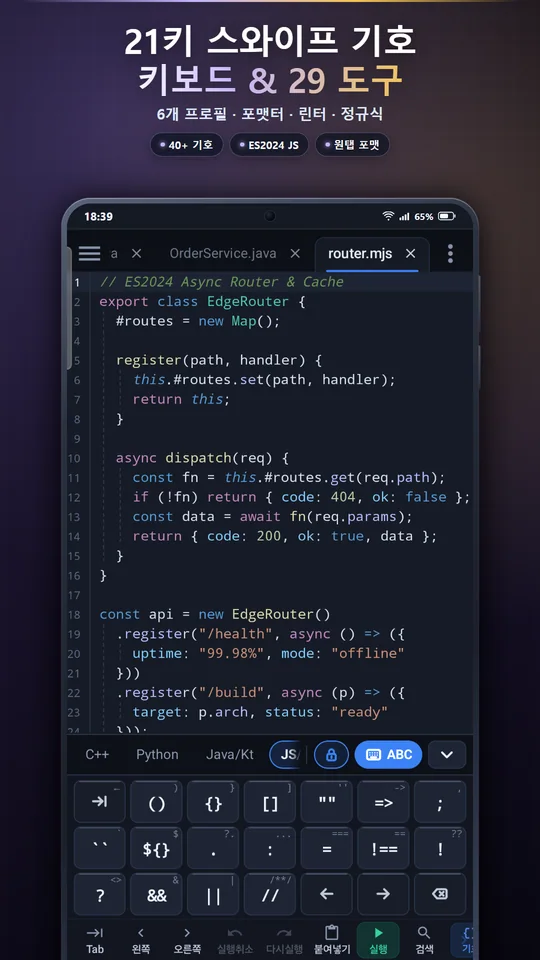 21키 스와이프 기호
키보드 & 29 도구
6개 프로필 · 포맷터 · 린터 · 정규식
40+ 기호 ES2024 JS 원탭 포맷
18:39 65%
a × OrderService.java × router.mjs ×
1 // ES2024 Async Router & Cache
2 export class EdgeRouter {
3 #routes = new Map();
4
5 register(path, handler) {
6 this.#routes.set(path, handler);
7 return this;
8 }
9
10 async dispatch(req) {
11 const fn = this.#routes.get(req.path);
12 if (!fn) return { code: 404, ok: false };
13 const data = await fn(req.params);
14 return { code: 200, ok: true, data };
15 }
16 }
17
18 const api = new EdgeRouter()
19 .register("/health", async () => ({
20 uptime: "99.98%", mode: "offline"
21 }))
22 .register("/build", async (p) => ({
23 target: p.arch, status: "ready"
24 }));
C++ Python Java/Kt JS/ ABC
← ) } ] '' -> ,
→| () {} [] "" => ;
$ ?. ... === == ??
`` ${} . : = !== !
<> & | /**/
? && || // ← → ⌫
Tab 왼쪽 오른쪽 실행취소 다시실행 붙여넣기 실행 검색